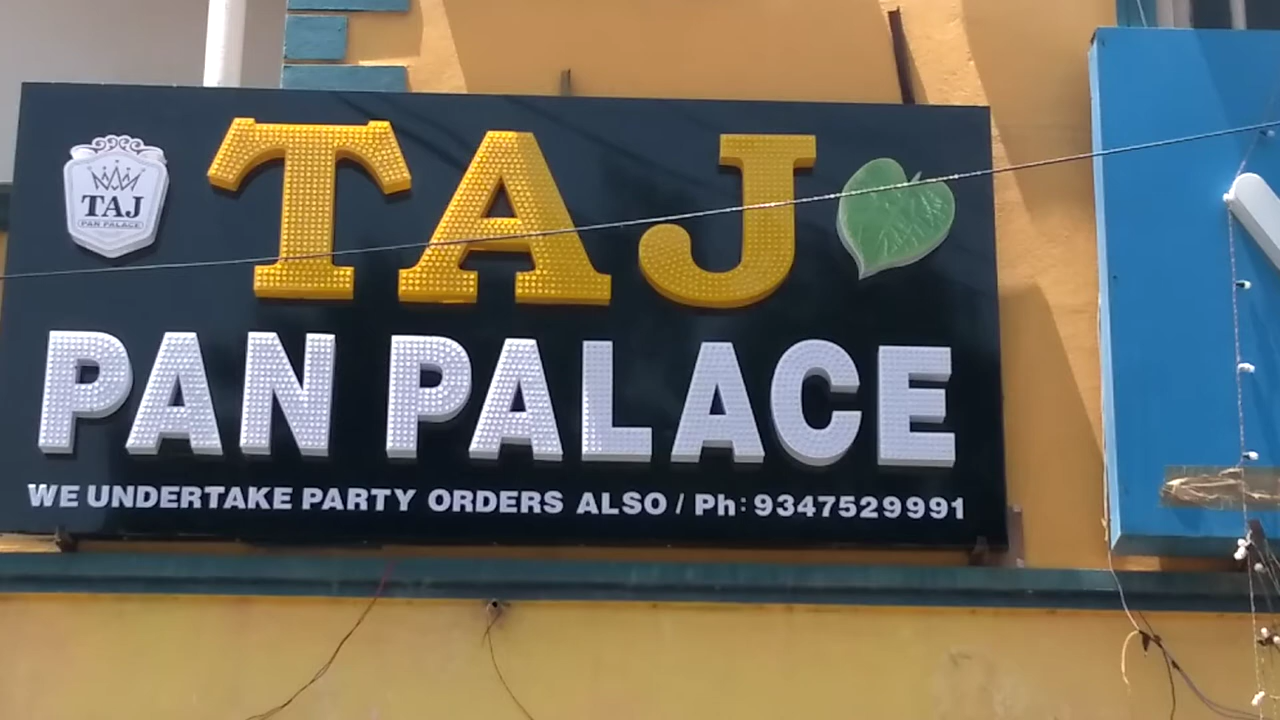 TAJ
PAN PALACE
TAJ
PAN PALACE
WE UNDERTAKE PARTY ORDERS ALSO / Ph: 9347529991